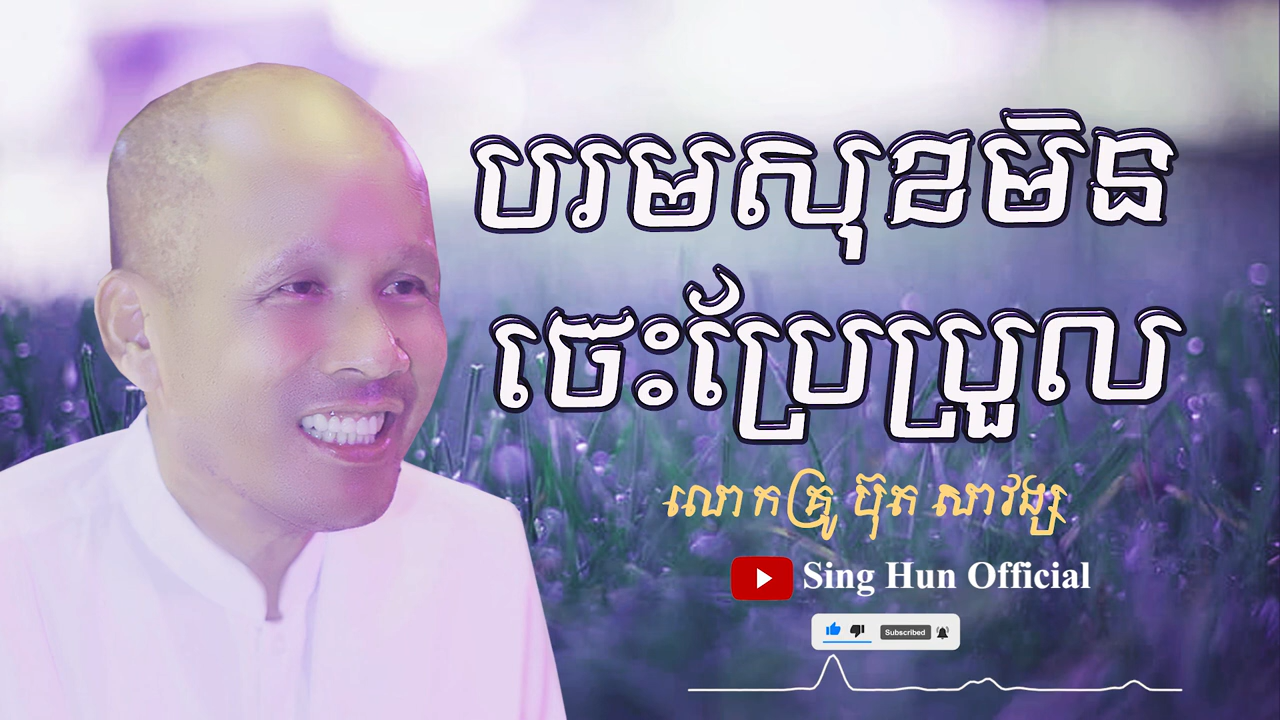 បរមសុខមិន
ចេះប្រែប្រួល
លោកគ្រូ ប៊ុត សាវង្ស
Sing Hun Official
Subscribed